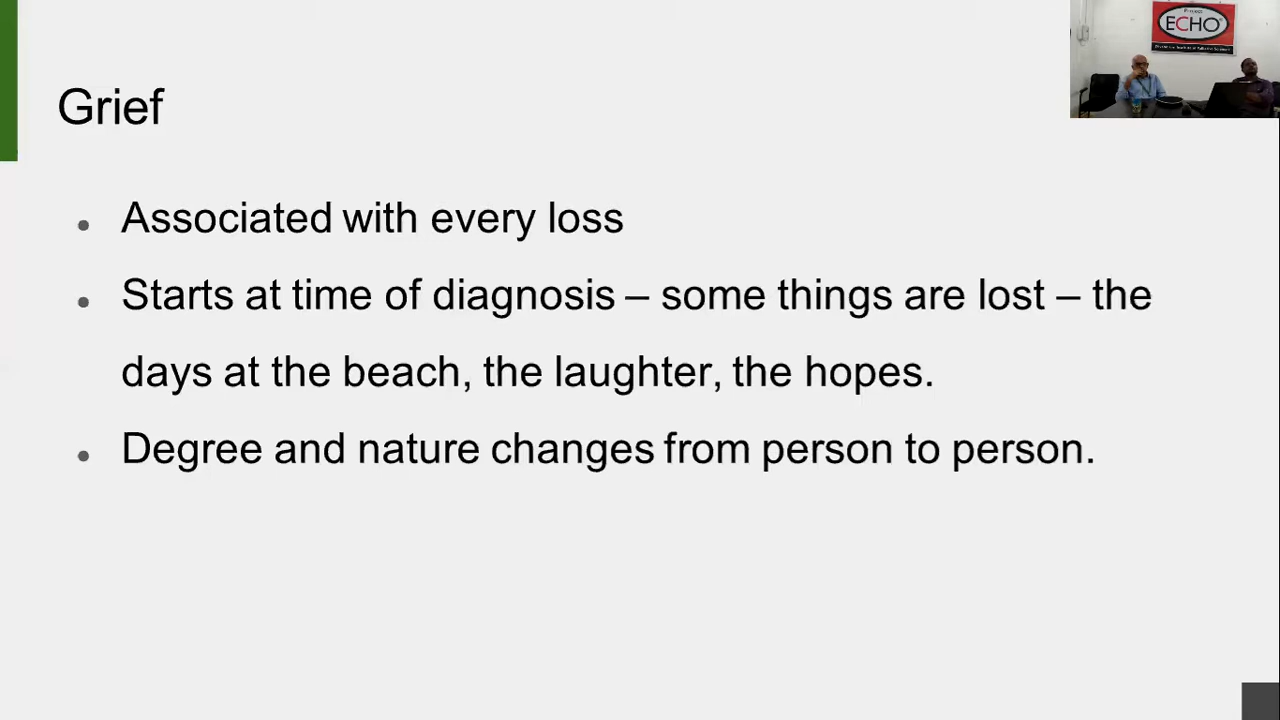 Grief
Associated with every loss
Starts at time of diagnosis – some things are lost – the
days at the beach, the laughter, the hopes.
Degree and nature changes from person to person.
ECHO